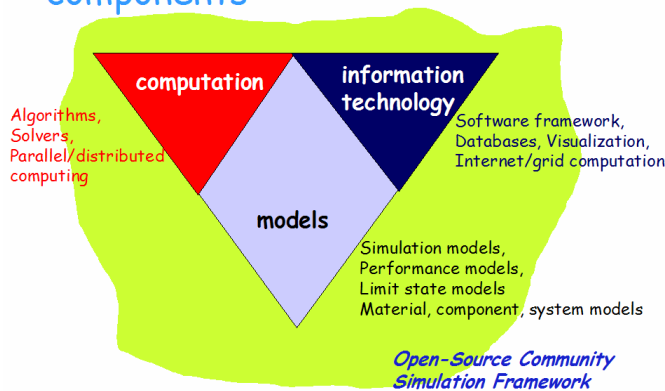 components
computation
information
technology
Algorithms,
Solvers,
Parallel/distributed
computing
Software framework,
Databases, Visualization,
Internet/grid computation
models
Simulation models,
Performance models,
Limit state models
Material, component, system models
Open-Source Community
Simulation Framework